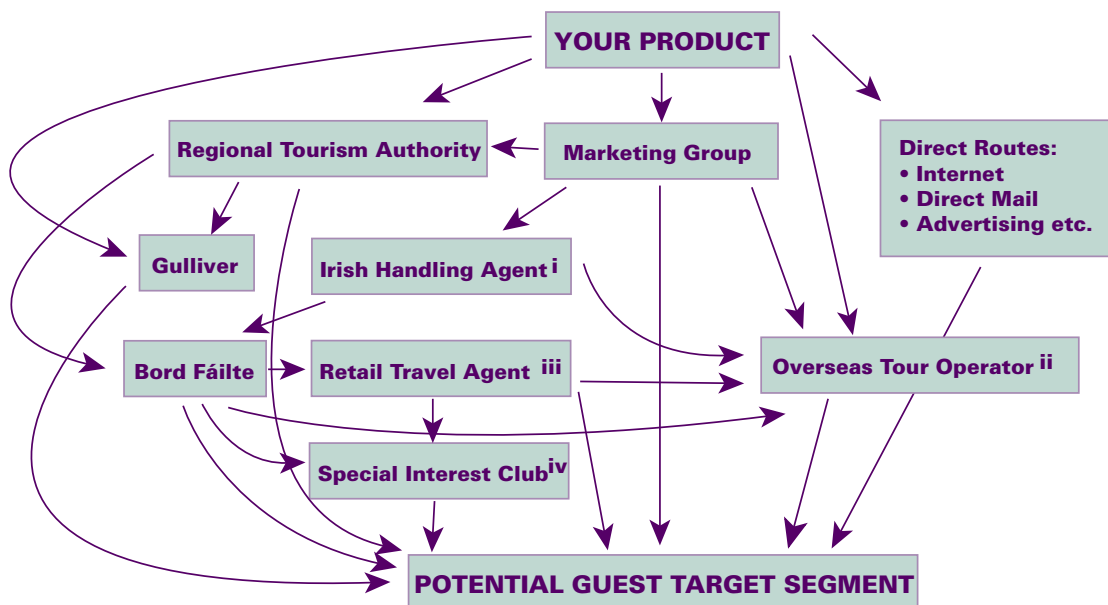 YOUR PRODUCT
Regional Tourism Authority
Marketing Group
Direct Routes:
• Internet
• Direct Mail
• Advertising etc.
Gulliver
Irish Handling Agent i
Bord Fáilte
Retail Travel Agent iii
Overseas Tour Operator ii
Special Interest Club iv
POTENTIAL GUEST TARGET SEGMENT